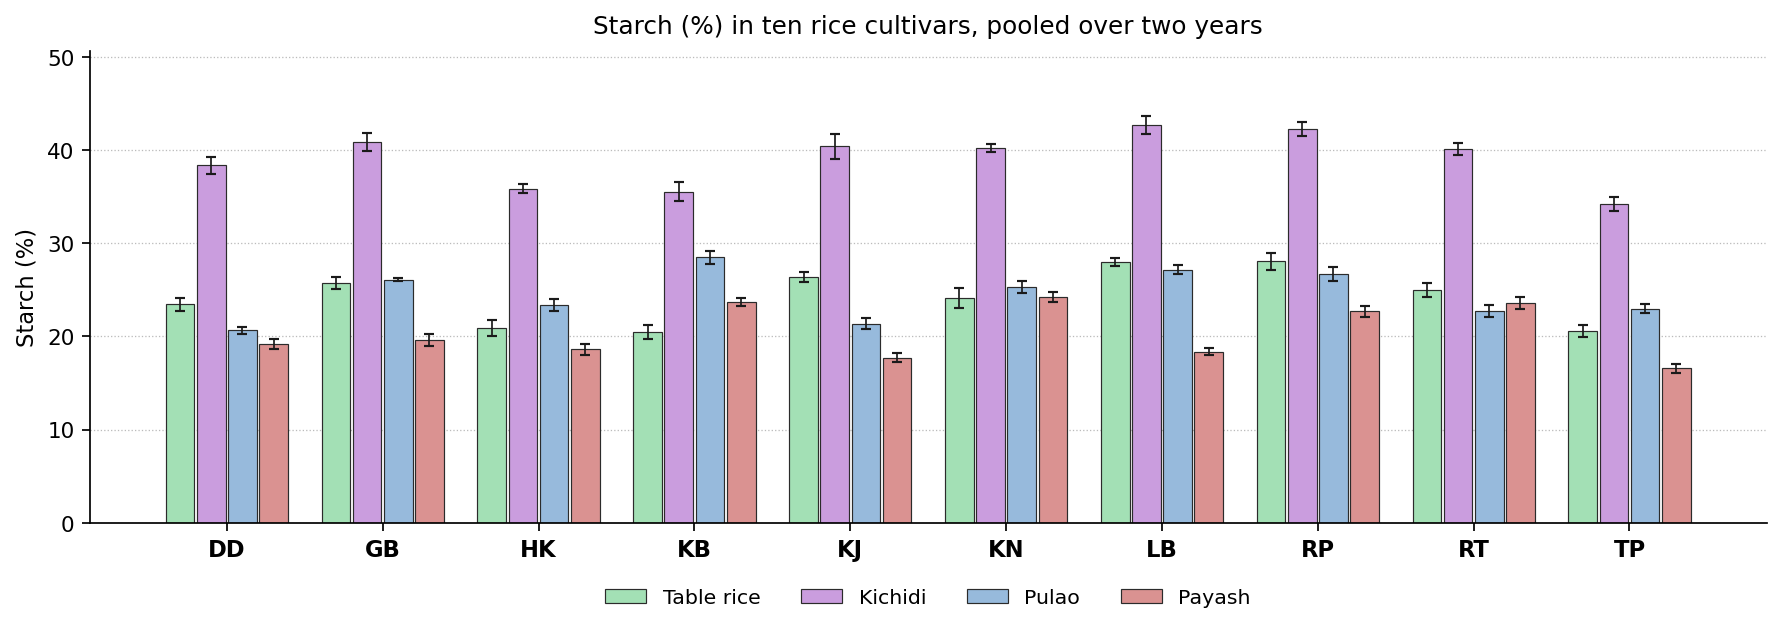 Starch (%) in ten rice cultivars, pooled over two years
Starch (%)
50
40
30
20
10
0
DD GB HK KB KJ KN LB RP RT TP
Table rice Kichidi Pulao Payash